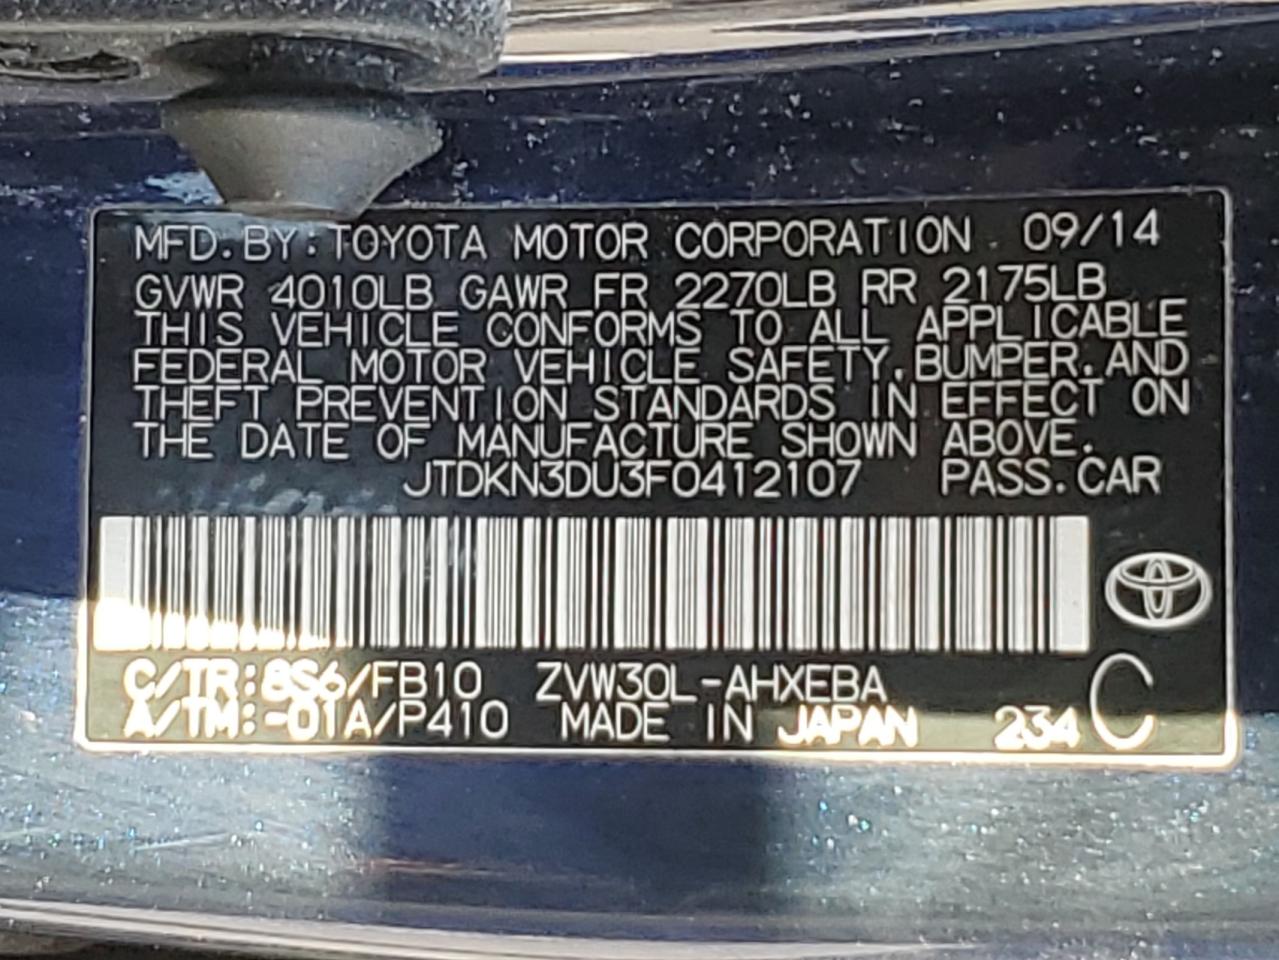 MFD. BY: TOYOTA MOTOR CORPORATION 09/14
GVWR 4010LB GAWR FR 2270LB RR 2175LB
THIS VEHICLE CONFORMS TO ALL APPLICABLE
FEDERAL MOTOR VEHICLE SAFETY, BUMPER, AND
THEFT PREVENTION STANDARDS IN EFFECT ON
THE DATE OF MANUFACTURE SHOWN ABOVE.
JTDKN3DU3F0412107 PASS. CAR
C/TR: 8S6/FB10 ZVW30L-AHXEBA C
A/TM: -01A/P410 MADE IN JAPAN 234